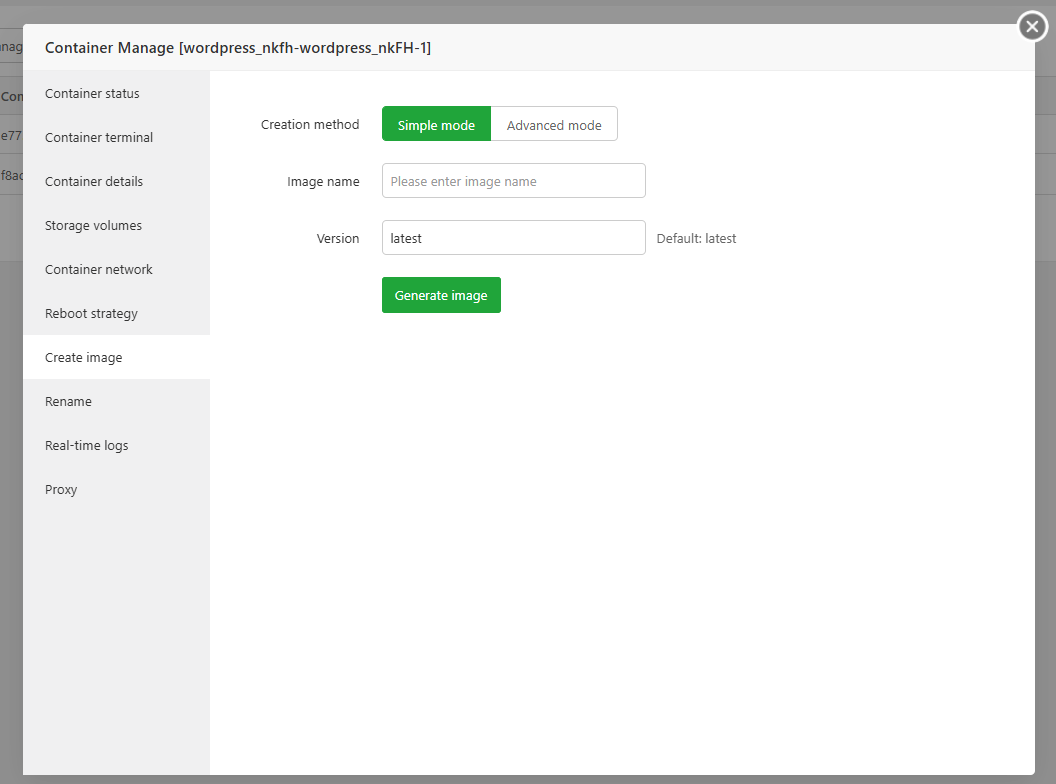 Container Manage [wordpress_nkfh-wordpress_nkFH-1]
Container status
Container terminal
Container details
Storage volumes
Container network
Reboot strategy
Create image
Rename
Real-time logs
Proxy
Creation method Simple mode Advanced mode
Image name Please enter image name
Version latest Default: latest
Generate image
nag
Con
e77